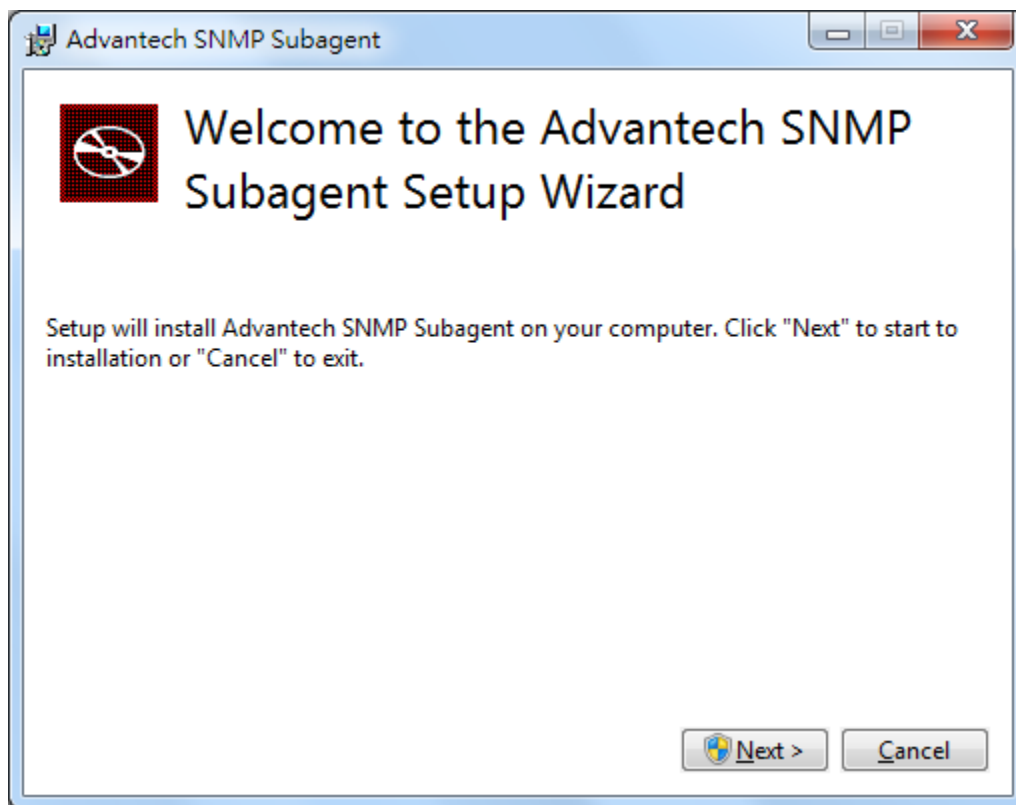 Advantech SNMP Subagent
Welcome to the Advantech SNMP
Subagent Setup Wizard
Setup will install Advantech SNMP Subagent on your computer. Click "Next" to start to
installation or "Cancel" to exit.
Next >
Cancel